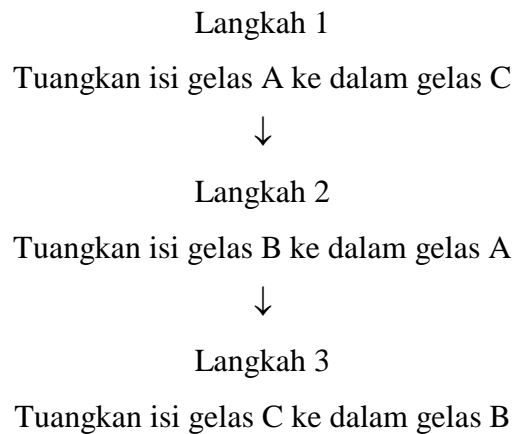 Langkah 1
Tuangkan isi gelas A ke dalam gelas C
↓
Langkah 2
Tuangkan isi gelas B ke dalam gelas A
↓
Langkah 3
Tuangkan isi gelas C ke dalam gelas B